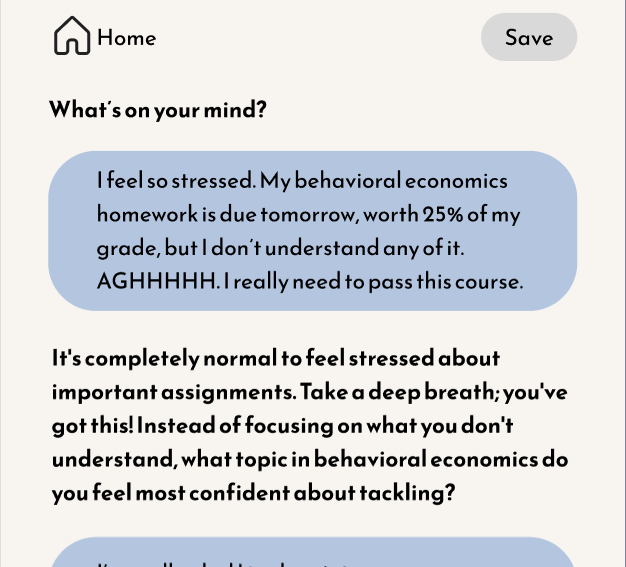 Home
Save
What's on your mind?
I feel so stressed. My behavioral economics
homework is due tomorrow, worth 25% of my
grade, but I don't understand any of it.
AGHHHHH. I really need to pass this course.
It's completely normal to feel stressed about
important assignments. Take a deep breath; you've
got this! Instead of focusing on what you don't
understand, what topic in behavioral economics do
you feel most confident about tackling?